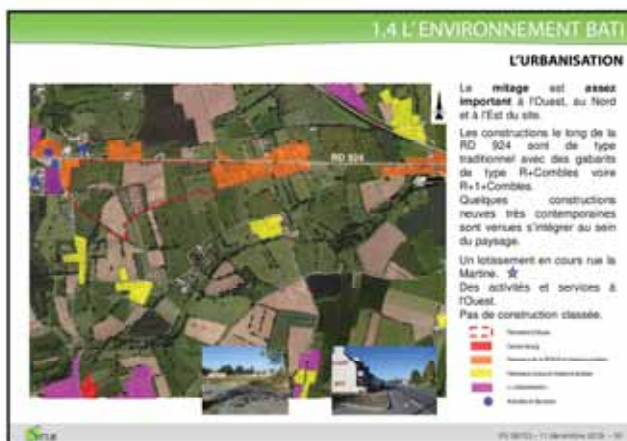 1.4 L'ENVIRONNEMENT BATI
L'URBANISATION
Le mitage est assez
important à l'Ouest, au Nord
et à l'Est du site.
Les constructions le long de la
RD 924 sont de type
traditionnel avec des gabarits
de type R+Combles voire
R+1+Combles.
Quelques constructions
neuves très contemporaines
sont venues s'intégrer au sein
du paysage.
Un lotissement en cours rue la
Martine.
Des activités et services à
l'Ouest.
Pas de construction classée.
RD 924